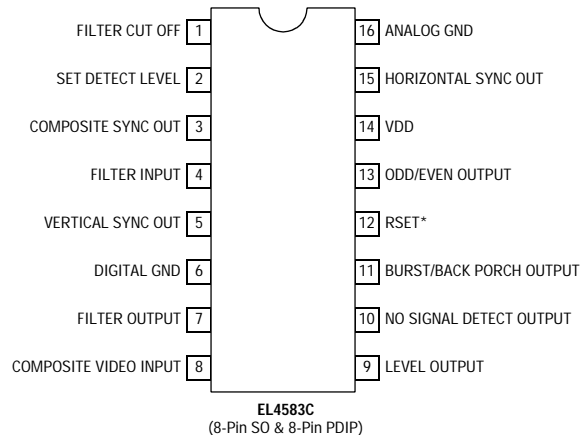 FILTER CUT OFF 1 16 ANALOG GND
SET DETECT LEVEL 2 15 HORIZONTAL SYNC OUT
COMPOSITE SYNC OUT 3 14 VDD
FILTER INPUT 4 13 ODD/EVEN OUTPUT
VERTICAL SYNC OUT 5 12 RSET*
DIGITAL GND 6 11 BURST/BACK PORCH OUTPUT
FILTER OUTPUT 7 10 NO SIGNAL DETECT OUTPUT
COMPOSITE VIDEO INPUT 8 9 LEVEL OUTPUT
EL4583C
(8-Pin SO & 8-Pin PDIP)